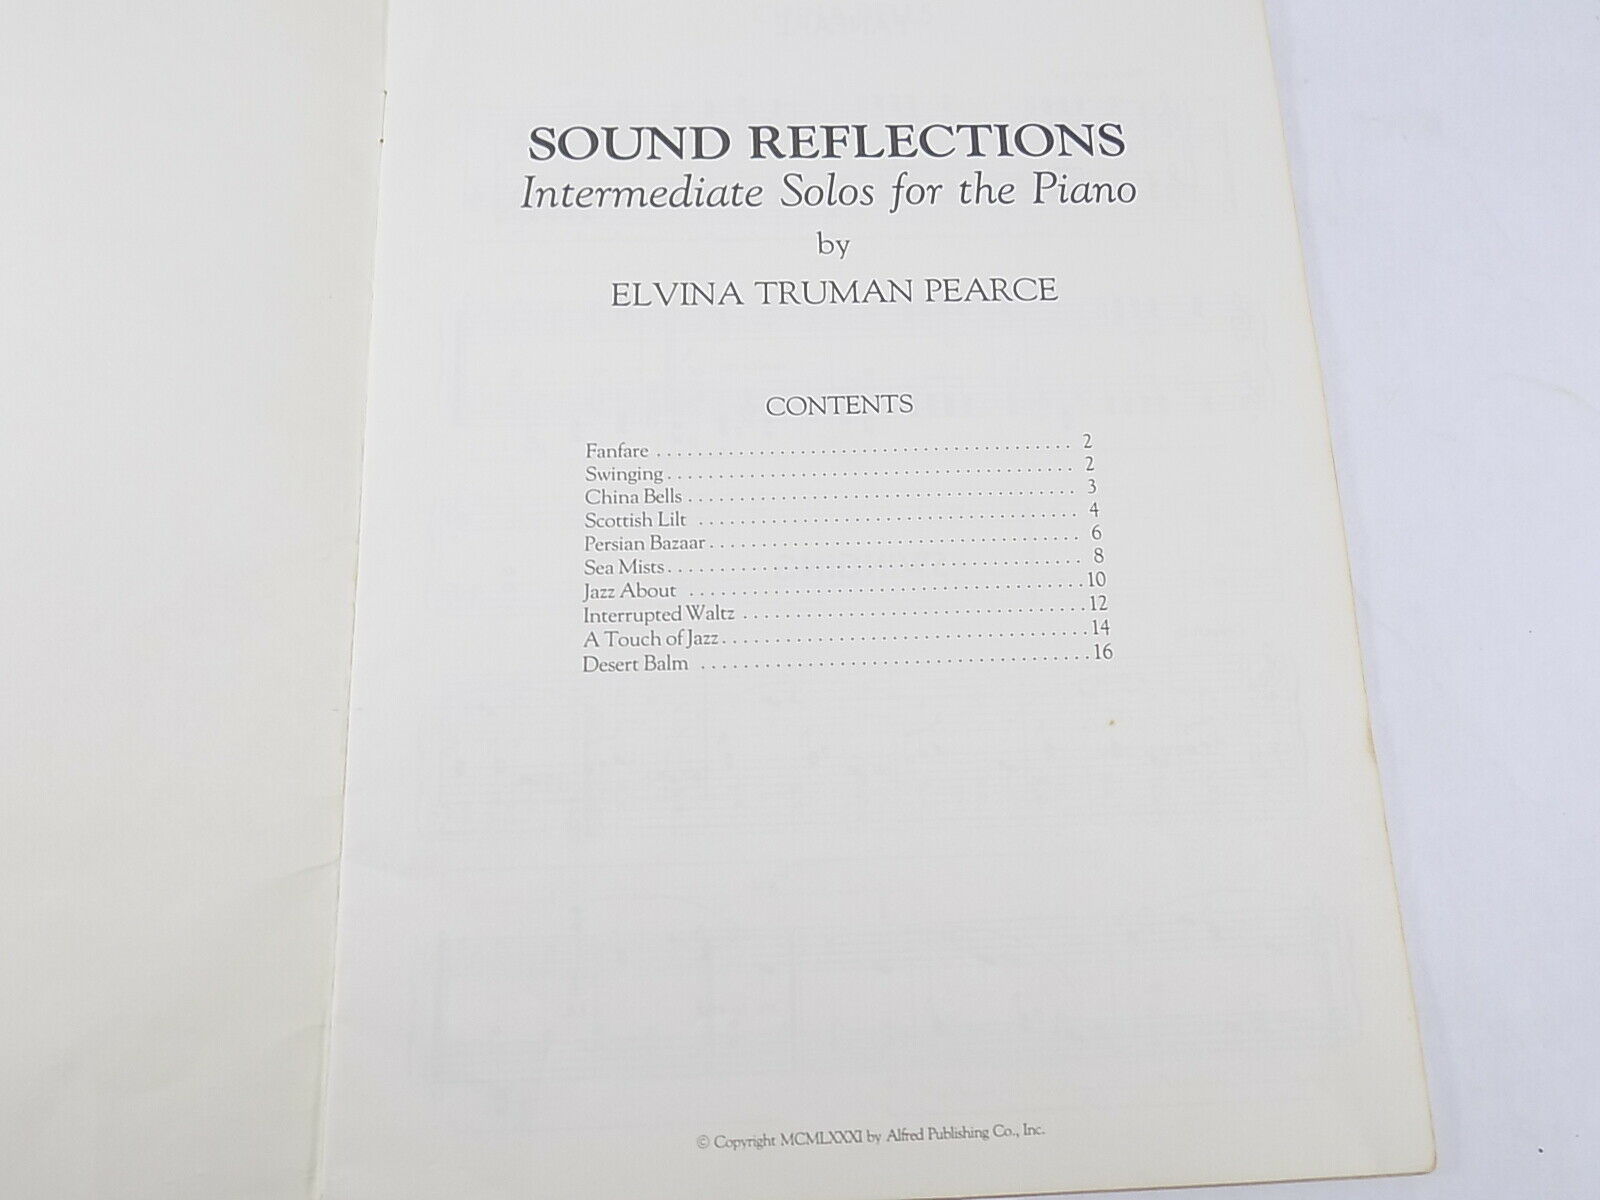 SOUND REFLECTIONS
Intermediate Solos for the Piano
by
ELVINA TRUMAN PEARCE
CONTENTS
Fanfare . . . . . . . . . . . . . . . . . . . . . . . . . . . . . . . . . . . . . . . . 2
Swinging . . . . . . . . . . . . . . . . . . . . . . . . . . . . . . . . . . . . . . . 2
China Bells . . . . . . . . . . . . . . . . . . . . . . . . . . . . . . . . . . . . . 3
Scottish Lilt . . . . . . . . . . . . . . . . . . . . . . . . . . . . . . . . . . . . 4
Persian Bazaar . . . . . . . . . . . . . . . . . . . . . . . . . . . . . . . . . . . 6
Sea Mists . . . . . . . . . . . . . . . . . . . . . . . . . . . . . . . . . . . . . . . 8
Jazz About . . . . . . . . . . . . . . . . . . . . . . . . . . . . . . . . . . . . . 10
Interrupted Waltz . . . . . . . . . . . . . . . . . . . . . . . . . . . . . . . . 12
A Touch of Jazz . . . . . . . . . . . . . . . . . . . . . . . . . . . . . . . . . . 14
Desert Balm . . . . . . . . . . . . . . . . . . . . . . . . . . . . . . . . . . . . 16
© Copyright MCMLXXXI by Alfred Publishing Co., Inc.